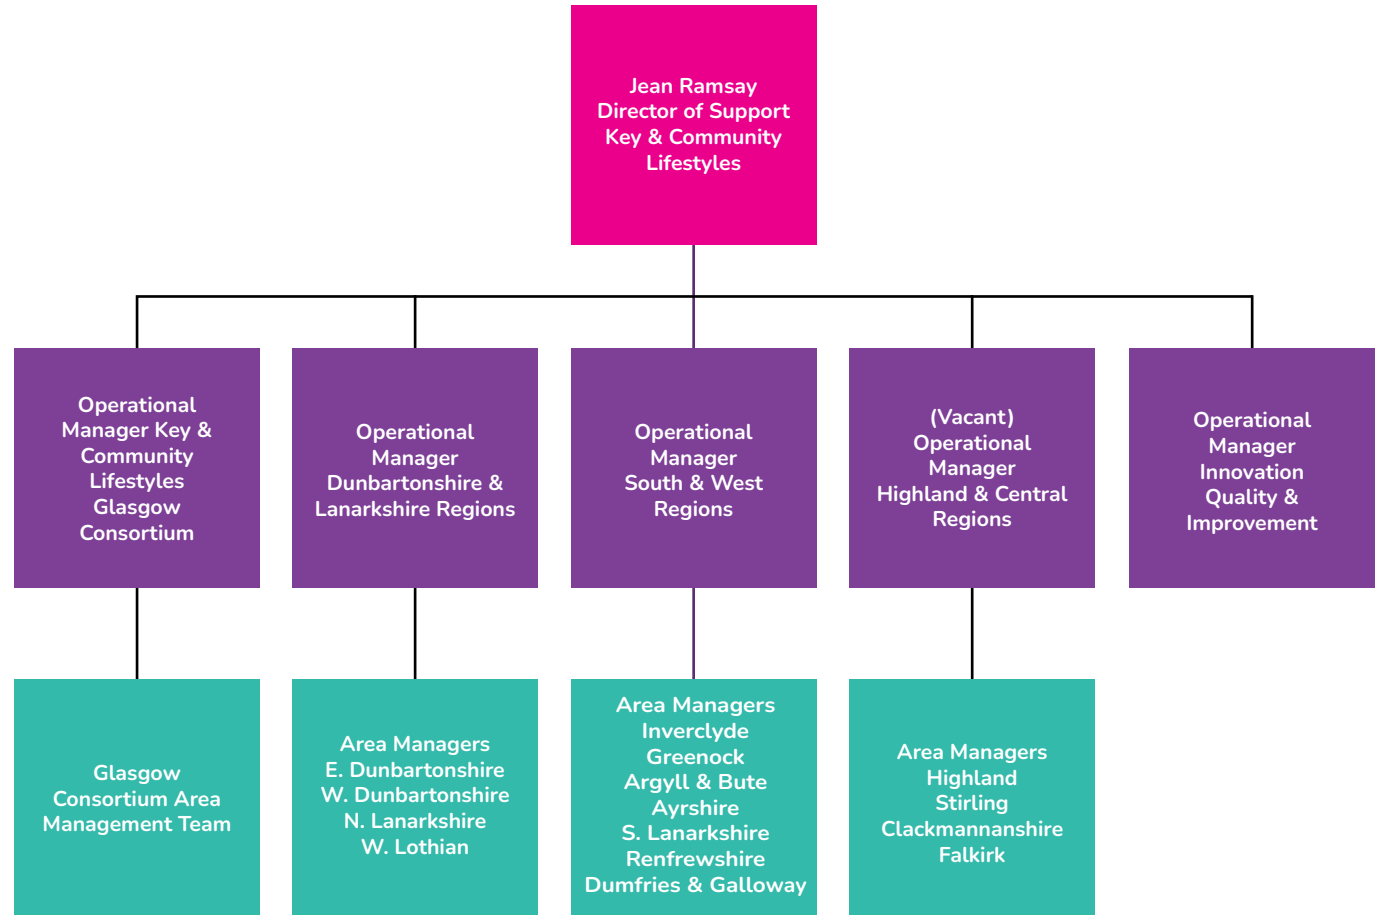 Jean Ramsay
Director of Support
Key & Community
Lifestyles
Operational
Manager Key &
Community
Lifestyles
Glasgow
Consortium
Operational
Manager
Dunbartonshire &
Lanarkshire Regions
Operational
Manager
South & West
Regions
(Vacant)
Operational
Manager
Highland & Central
Regions
Operational
Manager
Innovation
Quality &
Improvement
Glasgow
Consortium Area
Management Team
Area Managers
E. Dunbartonshire
W. Dunbartonshire
N. Lanarkshire
W. Lothian
Area Managers
Inverclyde
Greenock
Argyll & Bute
Ayrshire
S. Lanarkshire
Renfrewshire
Dumfries & Galloway
Area Managers
Highland
Stirling
Clackmannanshire
Falkirk